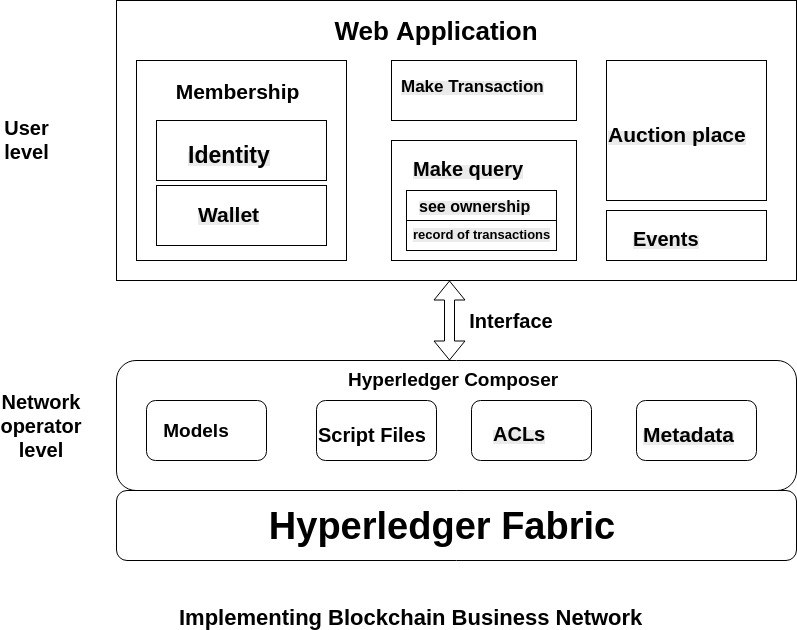 Web Application
User
level
Membership
Identity
Wallet
Make Transaction
Make query
see ownership
record of transactions
Auction place
Events
Interface
Network
operator
level
Hyperledger Composer
Models
Script Files
ACLs
Metadata
Hyperledger Fabric
Implementing Blockchain Business Network